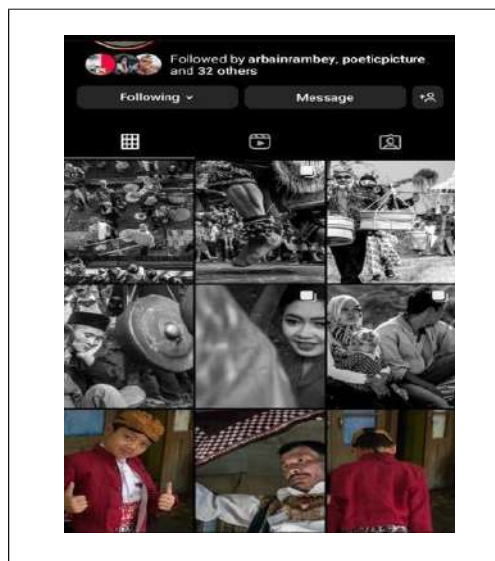 Followed by arbainrambey, poeticpicture
and 32 others
Following
Message